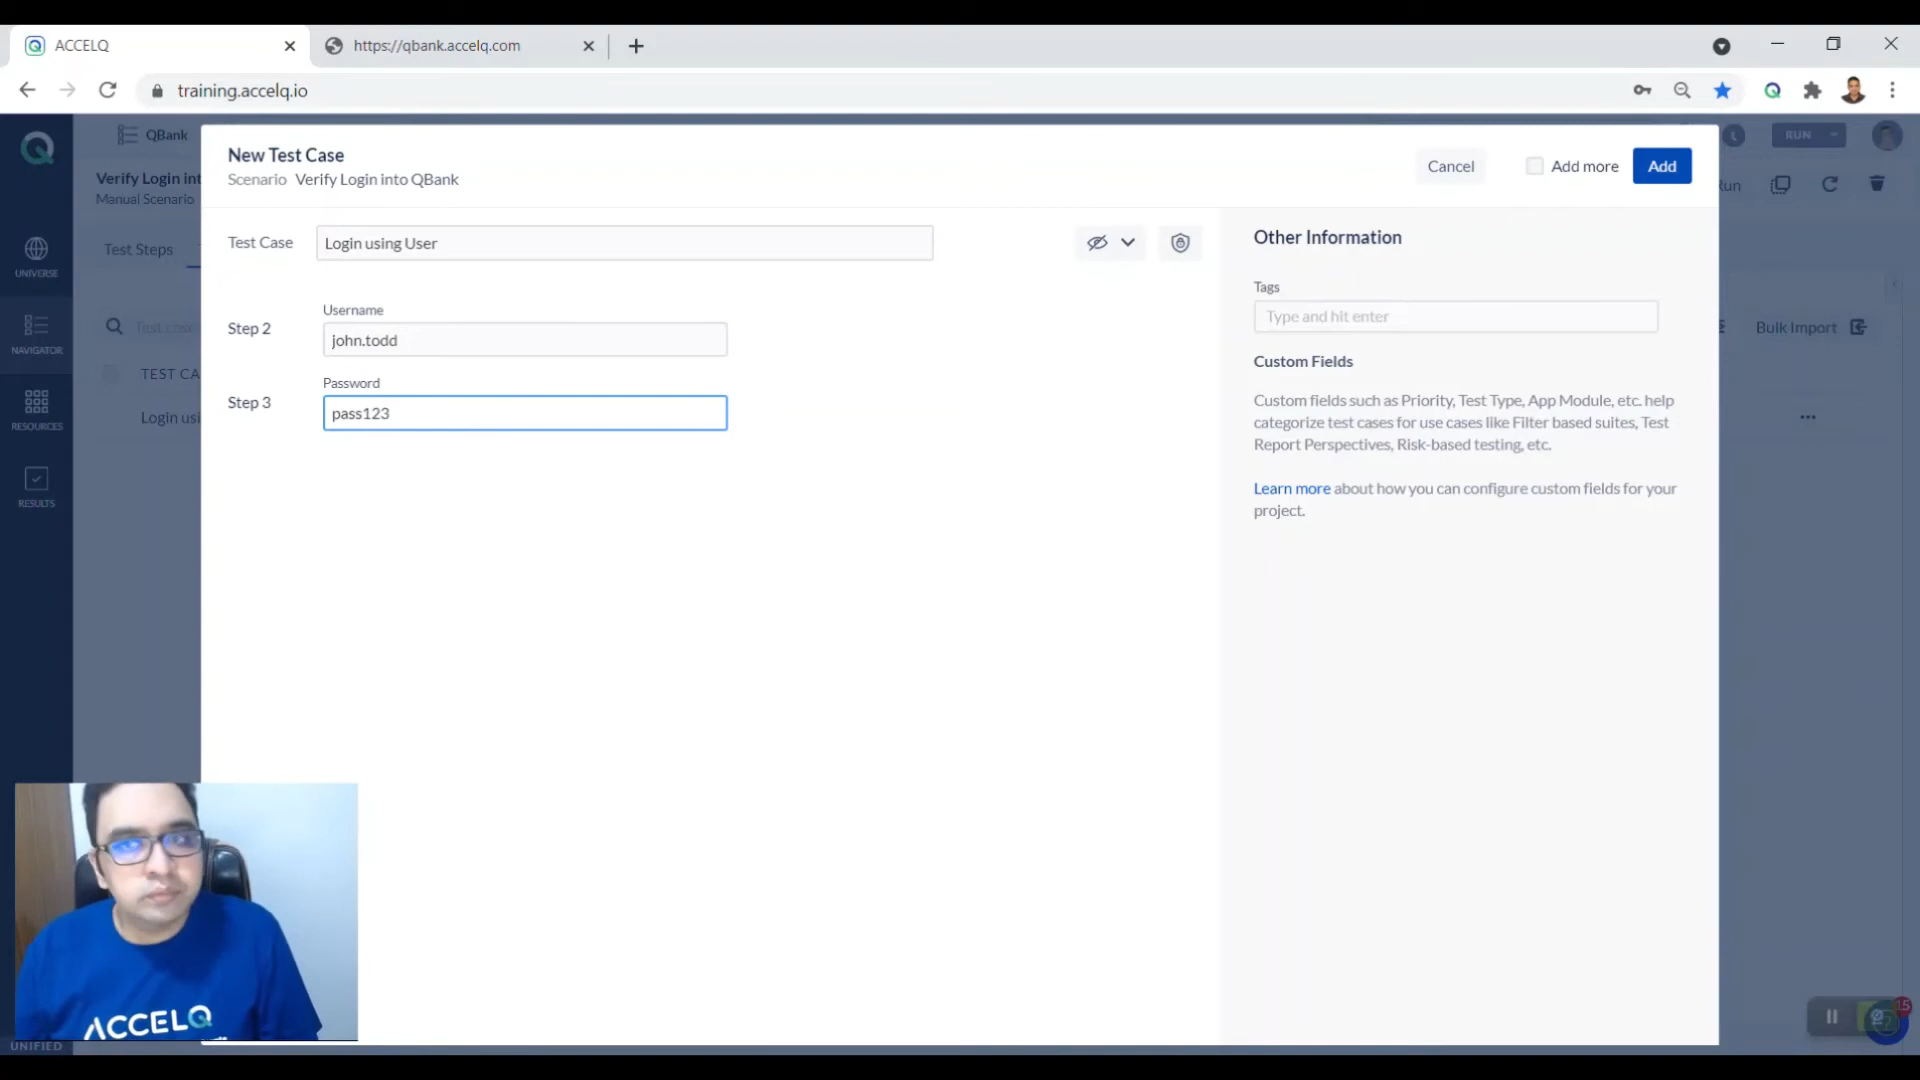 ACCELQ
https://qbank.accelq.com
training.accelq.io
QBank
RUN
New Test Case
Scenario Verify Login into QBank
Cancel
Add more
Add
Verify Login int
Manual Scenario
Run
UNIVERSE
Test Steps
Test Case
Login using User
Other Information
Tags
Type and hit enter
Step 2
Username
john.todd
Test cas
Bulk Import
NAVIGATOR
Custom Fields
TEST CA
Step 3
Password
pass123
Login usi
RESOURCES
Custom fields such as Priority, Test Type, App Module, etc. help
categorize test cases for use cases like Filter based suites, Test
Report Perspectives, Risk-based testing, etc.
Learn more about how you can configure custom fields for your
project.
RESULTS
ACCELQ
15
UNIFIED